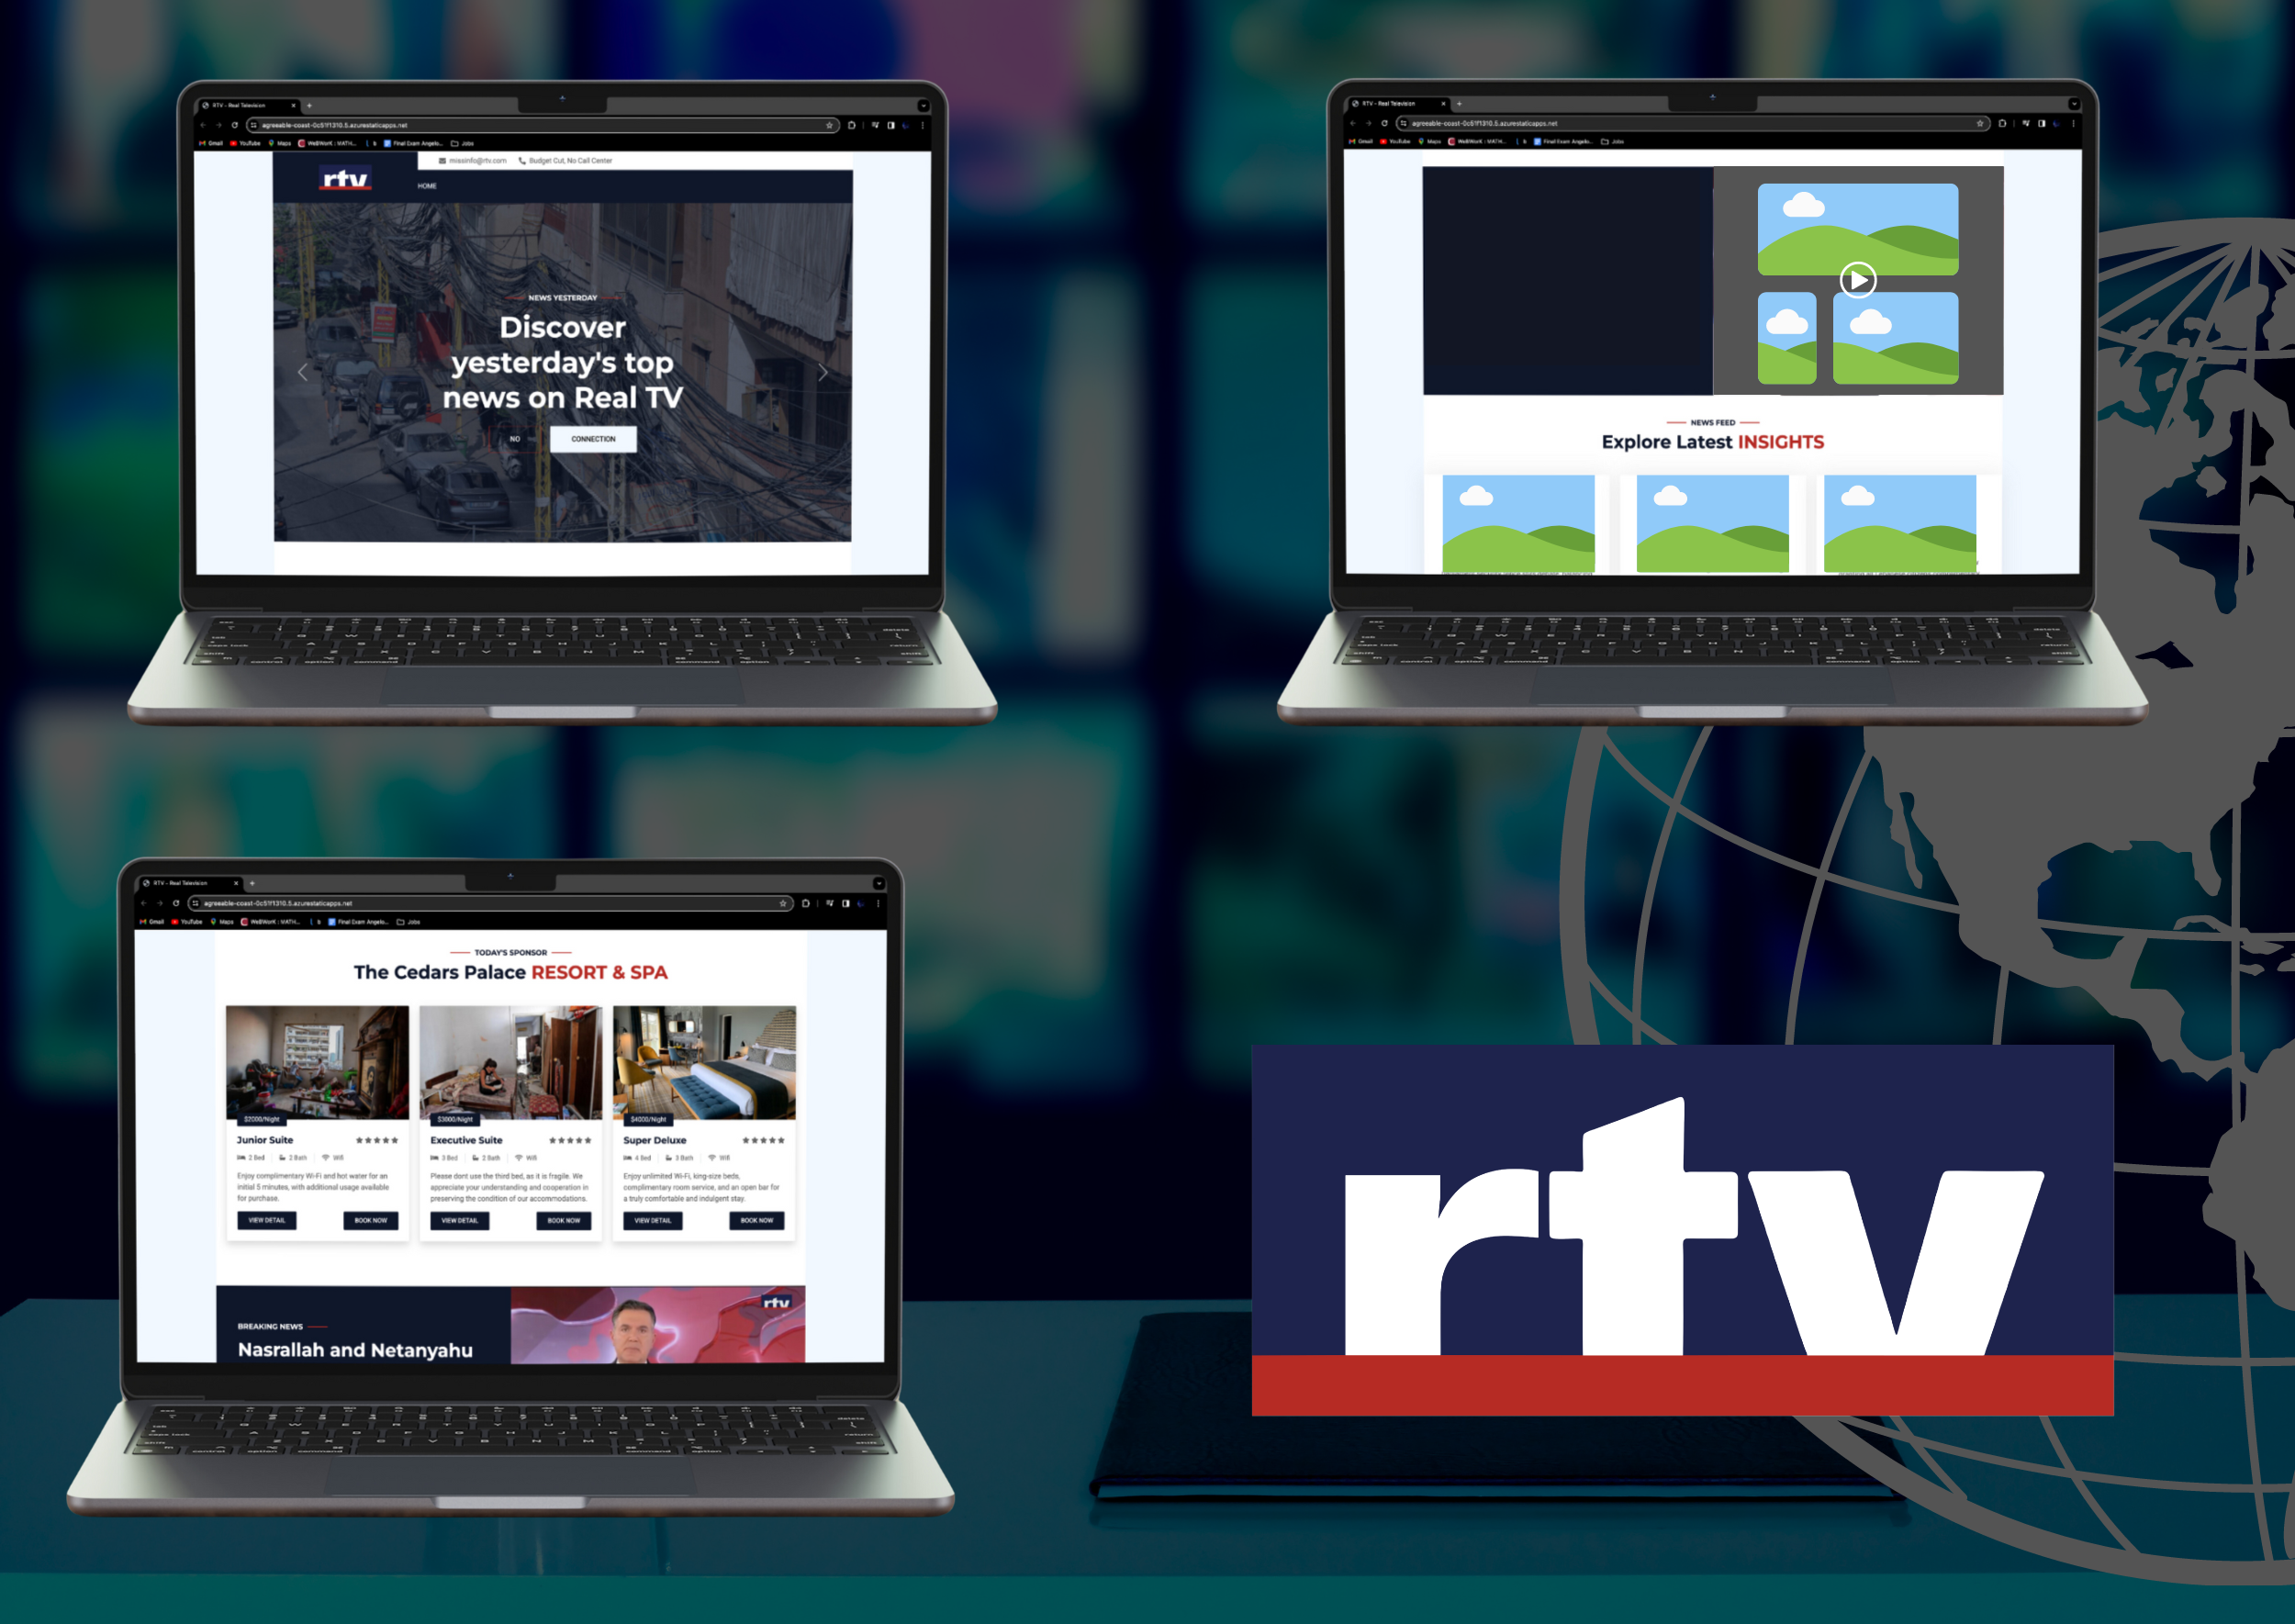 RTV - Real Television
agreeable-coast-0c51f1310.5.azurestaticapps.net
Gmail YouTube Maps WeBWorK : MATH... b Final Exam Angelo... Jobs
rtv
missinfo@rtv.com Budget Cut, No Call Center
HOME
NEWS YESTERDAY
Discover
yesterday's top
news on Real TV
NO CONNECTION
RTV - Real Television
agreeable-coast-0c51f1310.5.azurestaticapps.net
Gmail YouTube Maps WeBWorK : MATH... b Final Exam Angelo... Jobs
NEWS FEED
Explore Latest INSIGHTS
RTV - Real Television
agreeable-coast-0c51f1310.5.azurestaticapps.net
Gmail YouTube Maps WeBWorK : MATH... b Final Exam Angelo... Jobs
TODAY'S SPONSOR
The Cedars Palace RESORT & SPA
$2000/Night
Junior Suite
2 Bed 2 Bath Wifi
Enjoy complimentary Wi-Fi and hot water for an
initial 5 minutes, with additional usage available
for purchase.
VIEW DETAIL BOOK NOW
$3000/Night
Executive Suite
3 Bed 2 Bath Wifi
Please dont use the third bed, as it is fragile. We
appreciate your understanding and cooperation in
preserving the condition of our accommodations.
VIEW DETAIL BOOK NOW
$4000/Night
Super Deluxe
4 Bed 3 Bath Wifi
Enjoy unlimited Wi-Fi, king-size beds,
complimentary room service, and an open bar for
a truly comfortable and indulgent stay.
VIEW DETAIL BOOK NOW
BREAKING NEWS
Nasrallah and Netanyahu
rtv
rtv